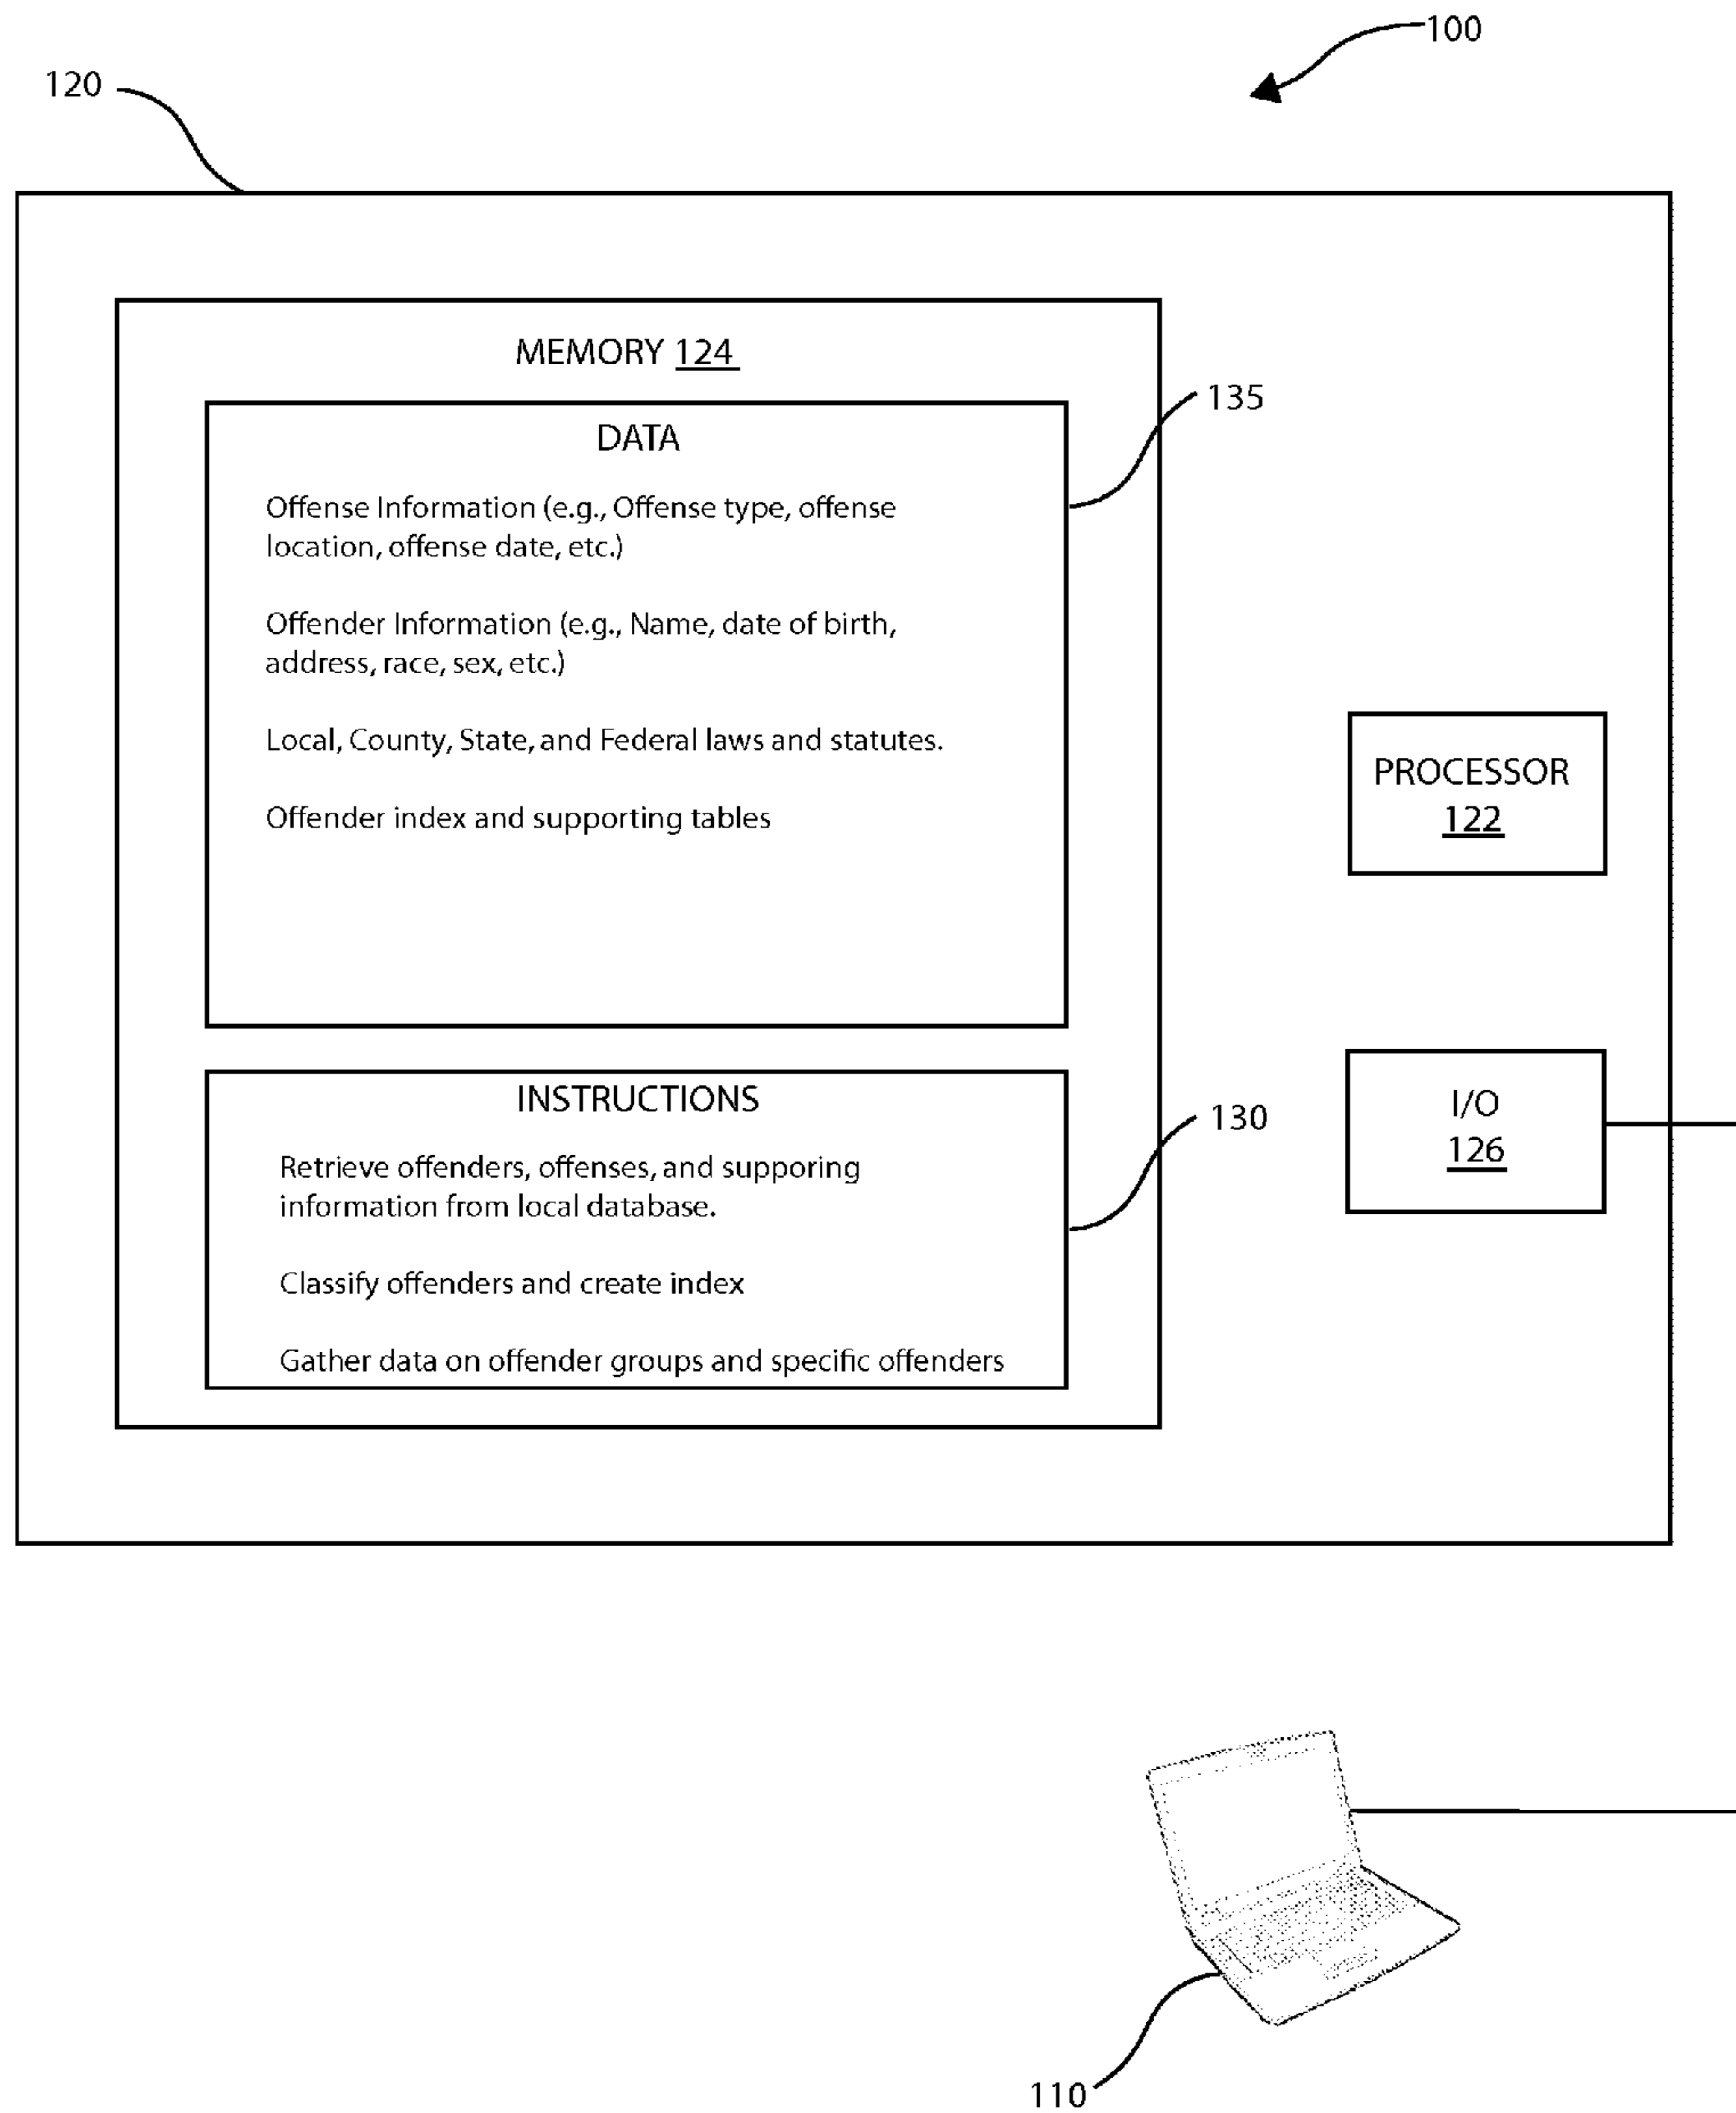 100
120
MEMORY 124
135
DATA
Offense Information (e.g., Offense type, offense
location, offense date, etc.)
Offender Information (e.g., Name, date of birth,
address, race, sex, etc.)
Local, County, State, and Federal laws and statutes.
Offender index and supporting tables
PROCESSOR
122
I/O
126
INSTRUCTIONS
130
Retrieve offenders, offenses, and supporing
information from local database.
Classify offenders and create index
Gather data on offender groups and specific offenders
110